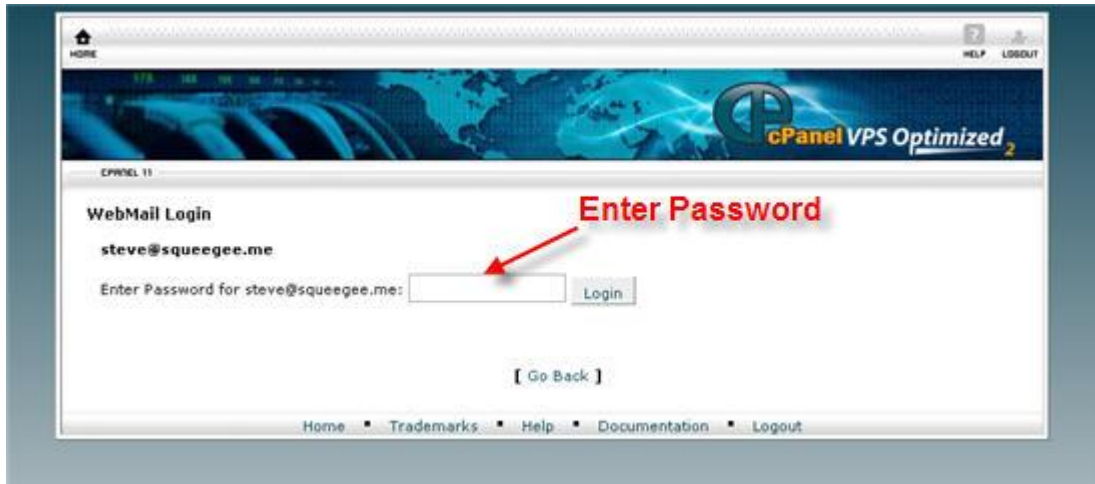 HOME
HELP LOGOUT
cPanel VPS Optimized 2
CPANEL 11
WebMail Login
Enter Password
steve@squeegee.me
Enter Password for steve@squeegee.me: Login
[ Go Back ]
Home ▪ Trademarks ▪ Help ▪ Documentation ▪ Logout